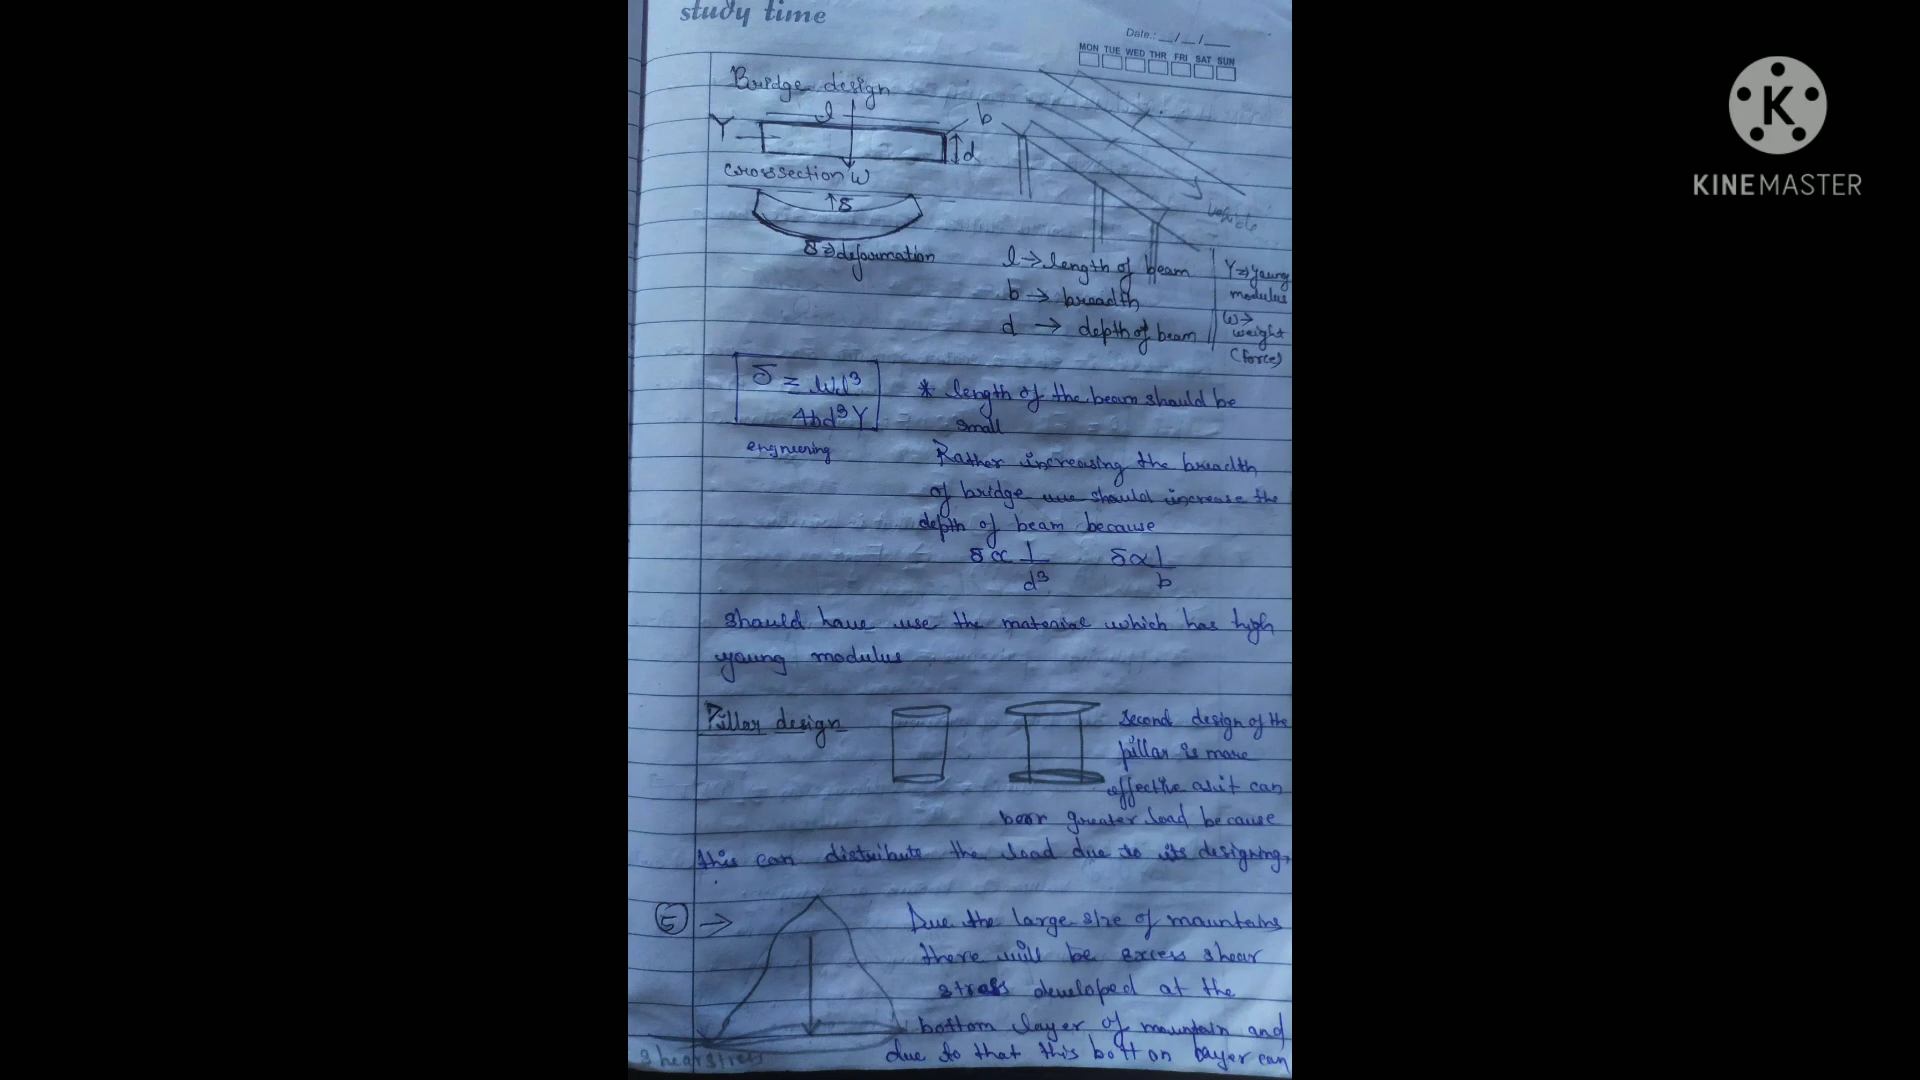 study time
Date.: __/__/___
MON TUE WED THR FRI SAT SUN
KINEMASTER
Bridge design
l
b
Y
d
crossection W
δ
vehicle
δ⇒deformation
l→length of beam
b → breadth
d → depth of beam
Y⇒young
modulus
W→
weight
(force)
δ = Wl³
4bd³Y
engineering
* length of the beam should be
small
Rather increasing the breadth
of bridge we should increase the
depth of beam because
δ ∝ 1/d³ δ ∝ 1/b
should have use the material which has high
young modulus
Pillar design
second design of the
pillar is more
effective as it can
bear greater load because
this can distribute the load due to its designing.
5 →
Due the large size of mountains
there will be excess shear
stress developed at the
bottom layer of mountain and
due to that this bottom layer can
shear stress